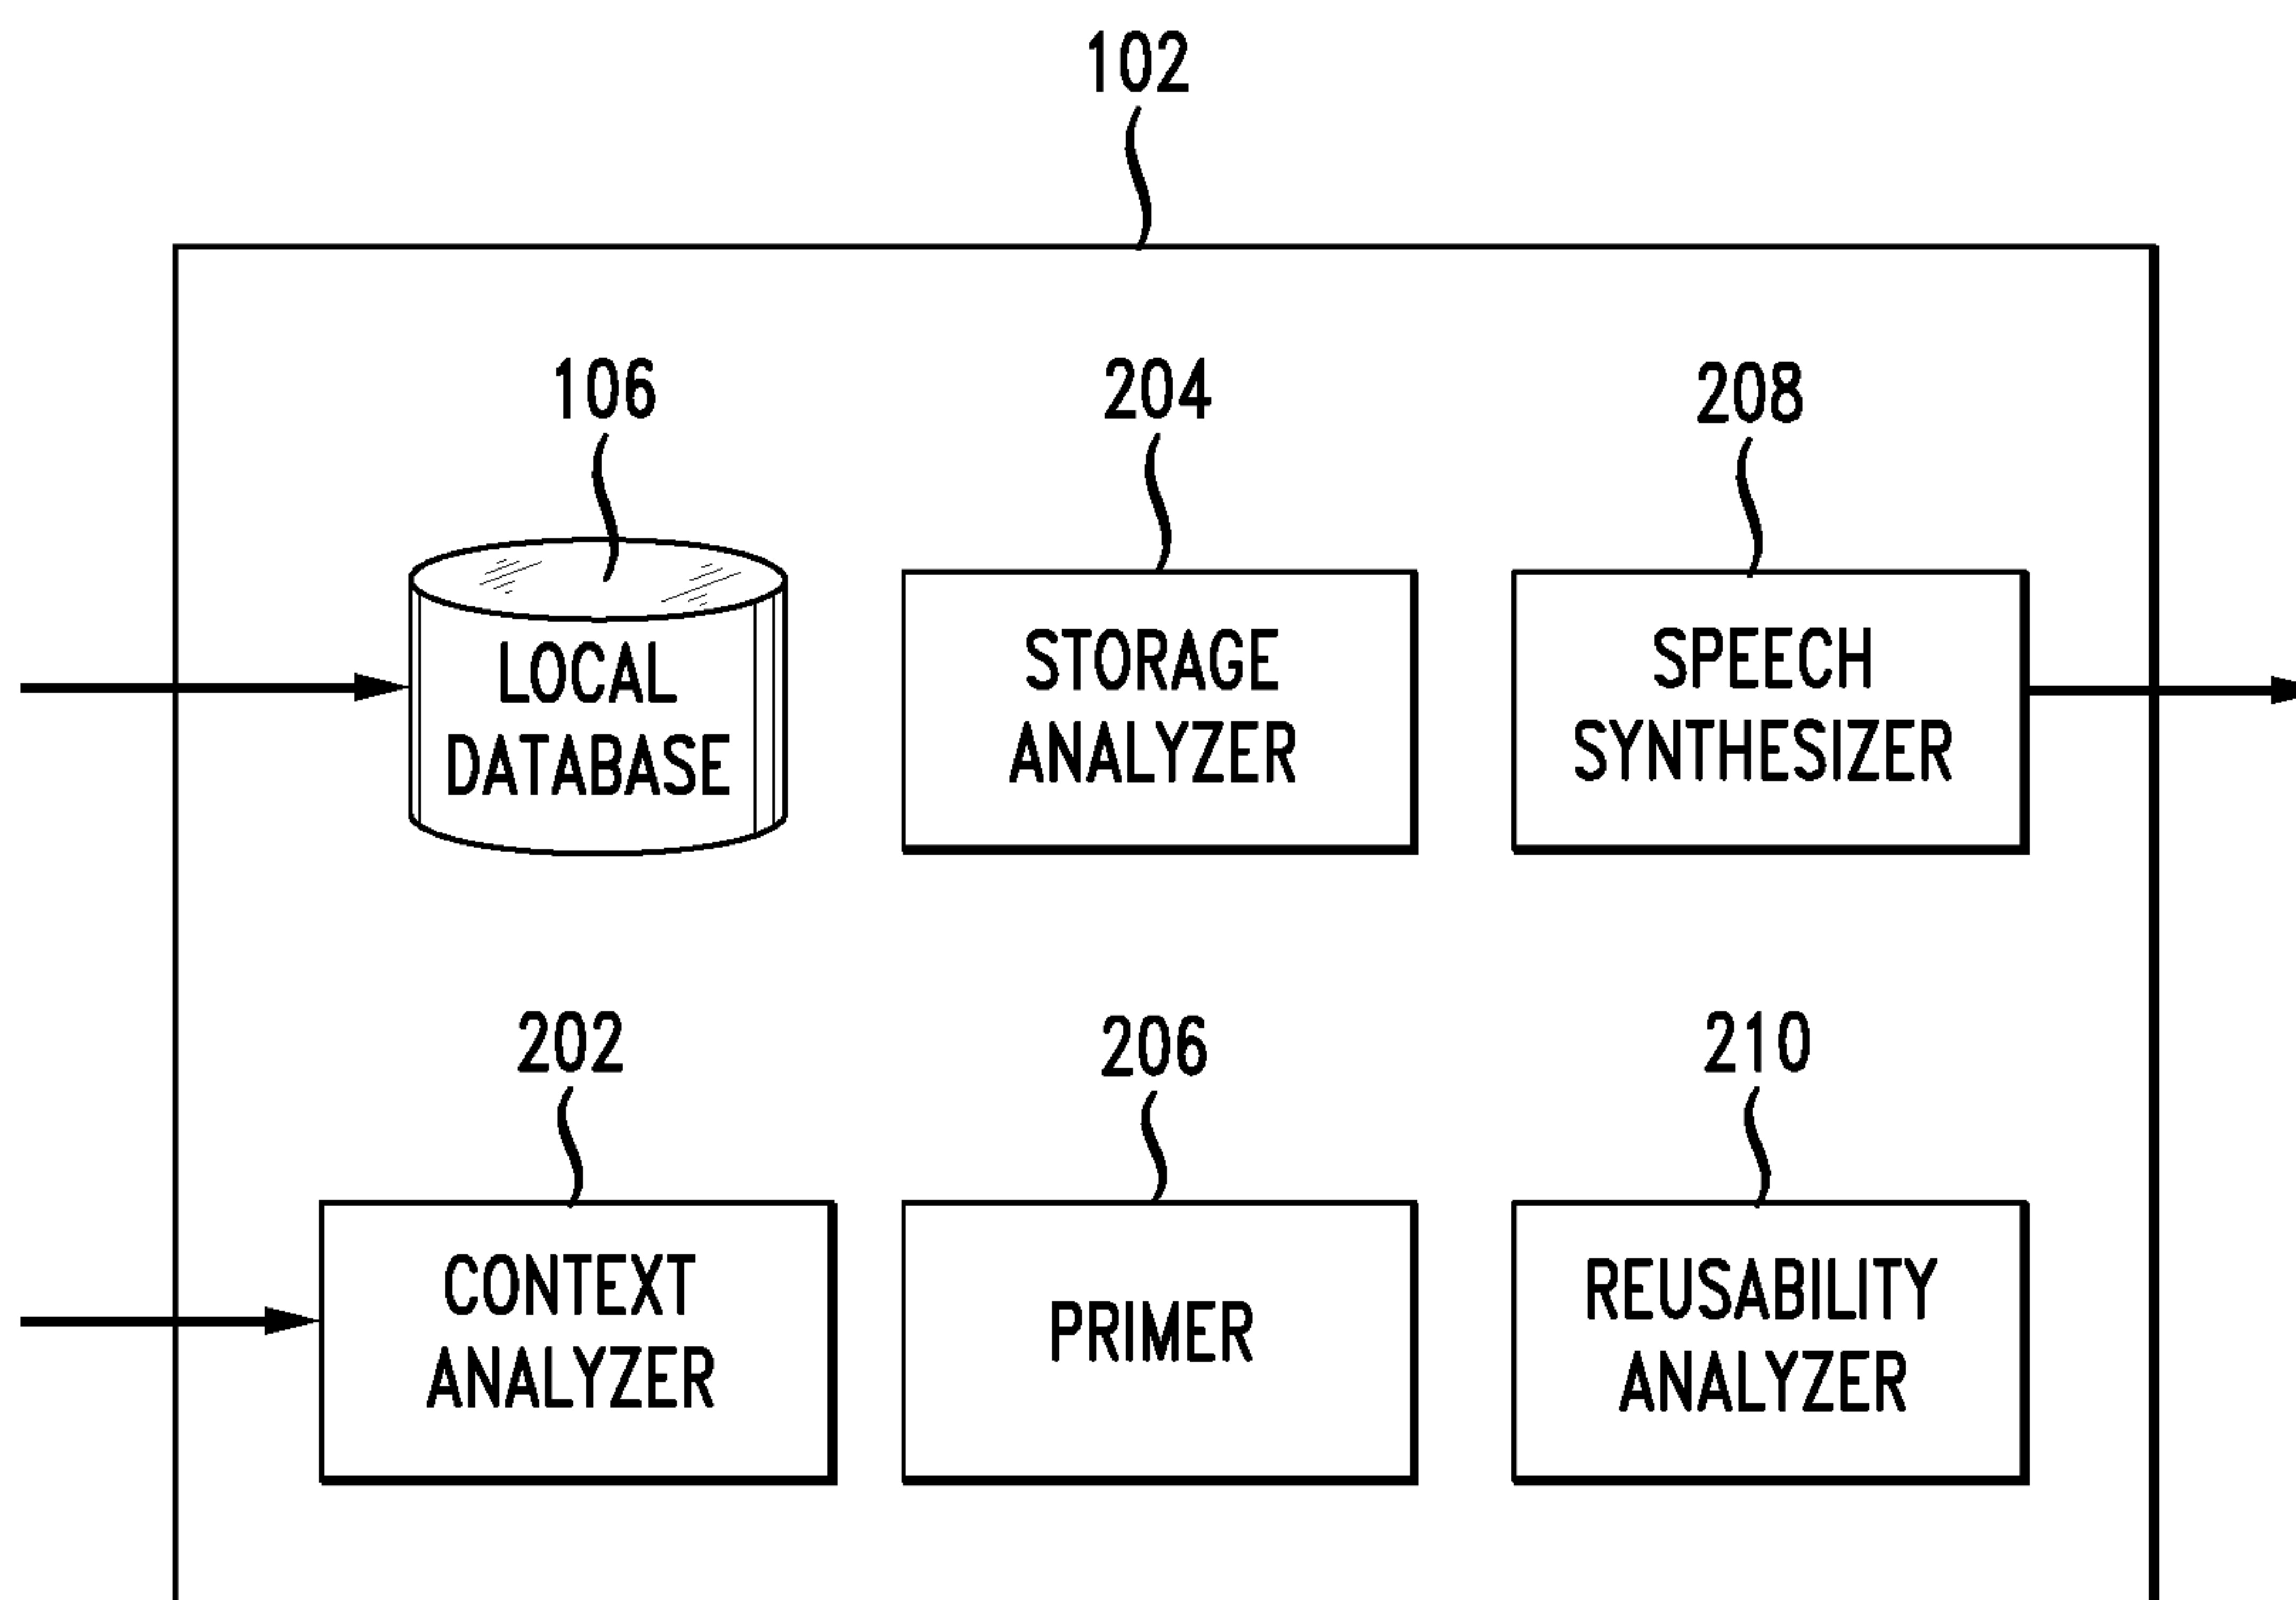 102
106
LOCAL
DATABASE
204
STORAGE
ANALYZER
208
SPEECH
SYNTHESIZER
202
CONTEXT
ANALYZER
206
PRIMER
210
REUSABILITY
ANALYZER